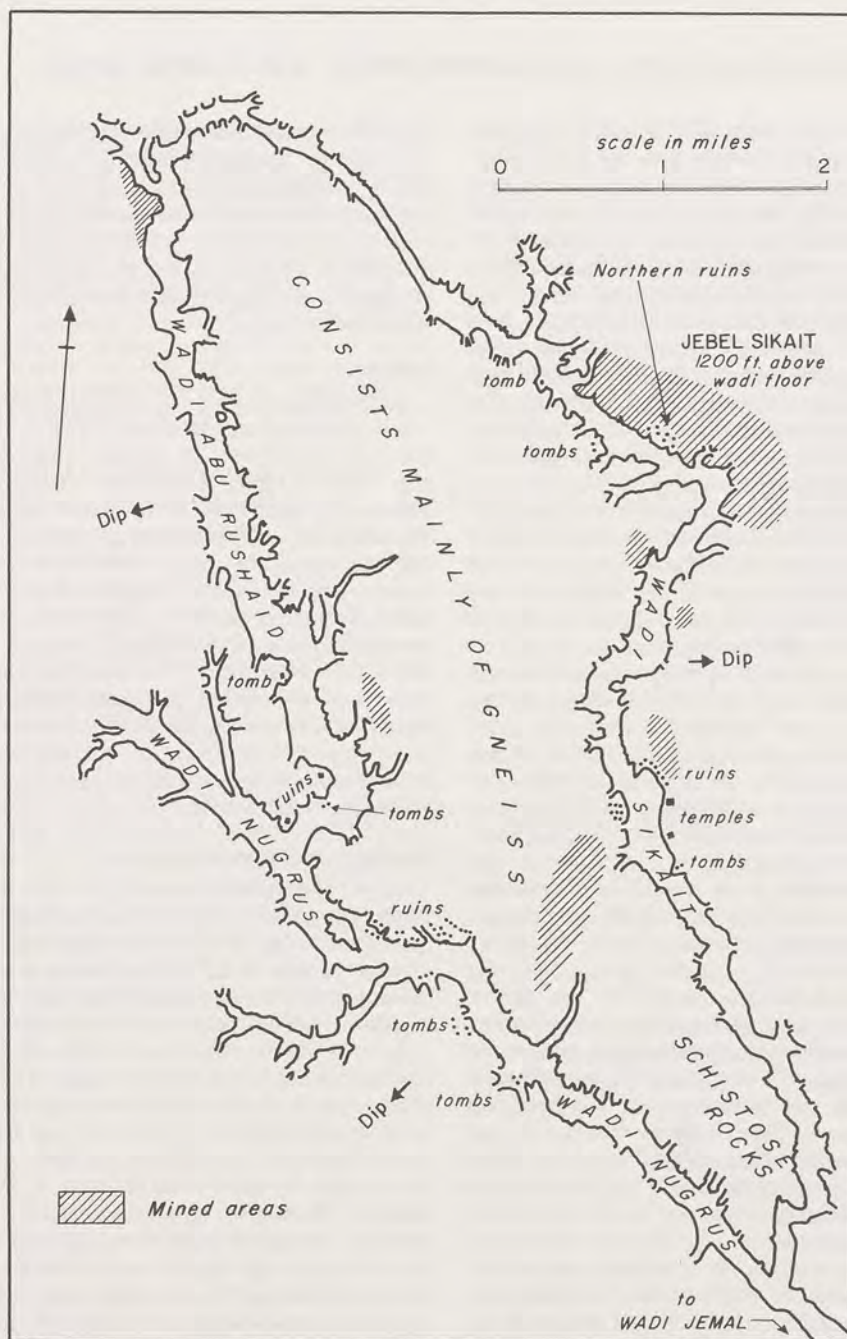 scale in miles
0 1 2
Northern ruins
JEBEL SIKAIT
1200 ft. above
wadi floor
CONSISTS MAINLY OF GNEISS
tomb
tombs
WADI ABU RUSHAID
Dip
WADI SIKAIT
Dip
tomb
WADI NUGRUS
ruins
tombs
ruins
temples
tombs
ruins
tombs
Dip
tombs
SCHISTOSE
ROCKS
WADI NUGRUS
Mined areas
to
WADI JEMAL